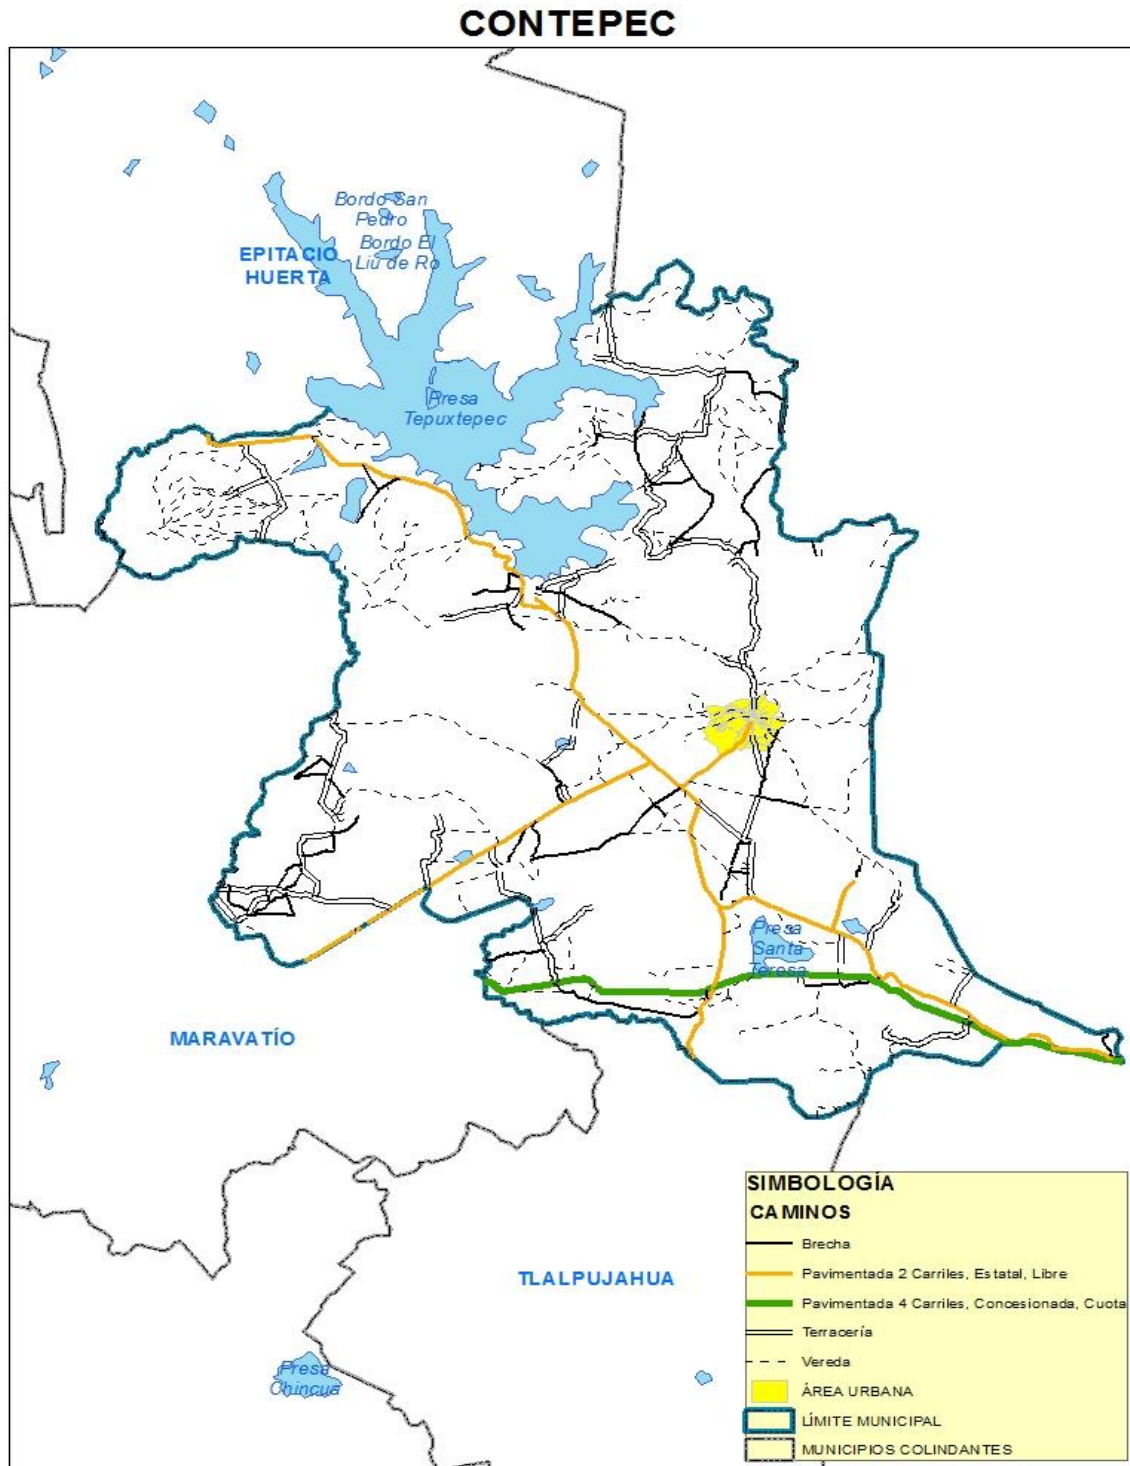 CONTEPEC
Bordo San
Pedro
Bordo El
Liú de Ro
EPITACIO
HUERTA
Presa
Tepuxtepec
Presa
Santa
Teresa
MARAVATÍO
TLALPUJAHUA
Presa
Chincua
SIMBOLOGÍA
CAMINOS
Brecha
Pavimentada 2 Carriles, Estatal, Libre
Pavimentada 4 Carriles, Concesionada, Cuota
Terracería
Vereda
ÁREA URBANA
LÍMITE MUNICIPAL
MUNICIPIOS COLINDANTES